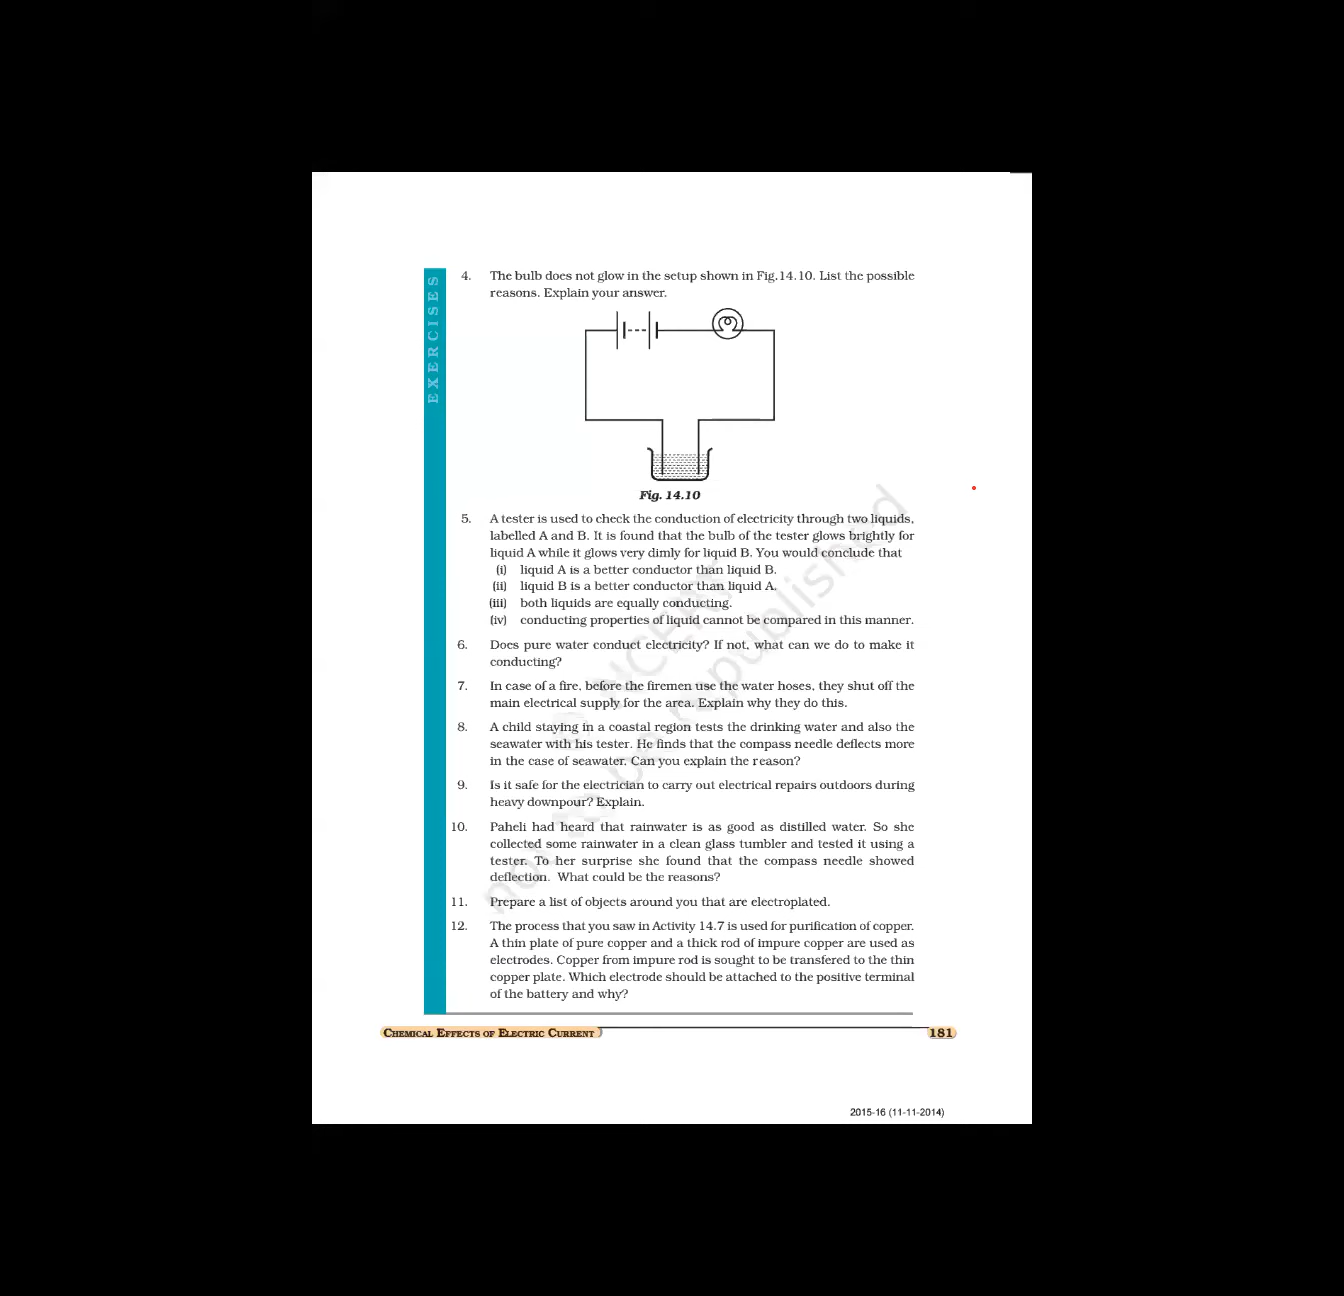 EXERCISES
4. The bulb does not glow in the setup shown in Fig.14.10. List the possible
reasons. Explain your answer.
Fig. 14.10
5. A tester is used to check the conduction of electricity through two liquids,
labelled A and B. It is found that the bulb of the tester glows brightly for
liquid A while it glows very dimly for liquid B. You would conclude that
(i) liquid A is a better conductor than liquid B.
(ii) liquid B is a better conductor than liquid A.
(iii) both liquids are equally conducting.
(iv) conducting properties of liquid cannot be compared in this manner.
6. Does pure water conduct electricity? If not, what can we do to make it
conducting?
7. In case of a fire, before the firemen use the water hoses, they shut off the
main electrical supply for the area. Explain why they do this.
8. A child staying in a coastal region tests the drinking water and also the
seawater with his tester. He finds that the compass needle deflects more
in the case of seawater. Can you explain the reason?
9. Is it safe for the electrician to carry out electrical repairs outdoors during
heavy downpour? Explain.
10. Paheli had heard that rainwater is as good as distilled water. So she
collected some rainwater in a clean glass tumbler and tested it using a
tester. To her surprise she found that the compass needle showed
deflection. What could be the reasons?
11. Prepare a list of objects around you that are electroplated.
12. The process that you saw in Activity 14.7 is used for purification of copper.
A thin plate of pure copper and a thick rod of impure copper are used as
electrodes. Copper from impure rod is sought to be transfered to the thin
copper plate. Which electrode should be attached to the positive terminal
of the battery and why?
© NCERT
not to be republished
CHEMICAL EFFECTS OF ELECTRIC CURRENT
181
2015-16 (11-11-2014)